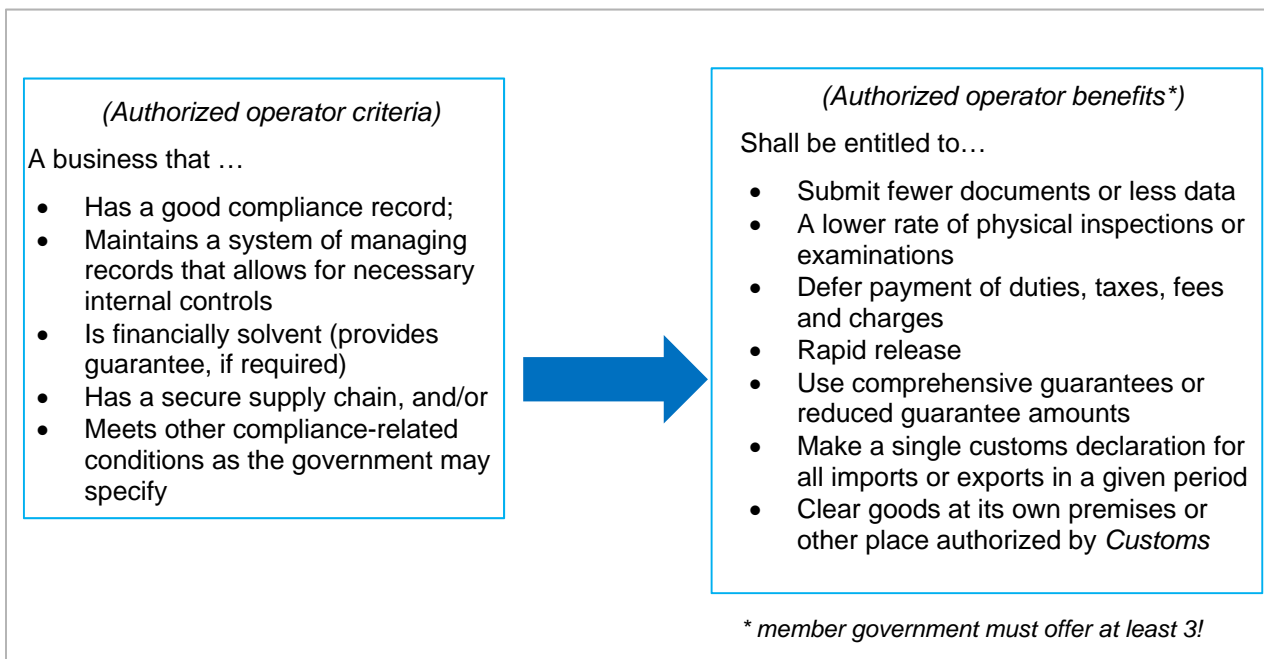 (Authorized operator criteria)
A business that …
• Has a good compliance record;
• Maintains a system of managing
records that allows for necessary
internal controls
• Is financially solvent (provides
guarantee, if required)
• Has a secure supply chain, and/or
• Meets other compliance-related
conditions as the government may
specify
(Authorized operator benefits*)
Shall be entitled to…
• Submit fewer documents or less data
• A lower rate of physical inspections or
examinations
• Defer payment of duties, taxes, fees
and charges
• Rapid release
• Use comprehensive guarantees or
reduced guarantee amounts
• Make a single customs declaration for
all imports or exports in a given period
• Clear goods at its own premises or
other place authorized by Customs
* member government must offer at least 3!